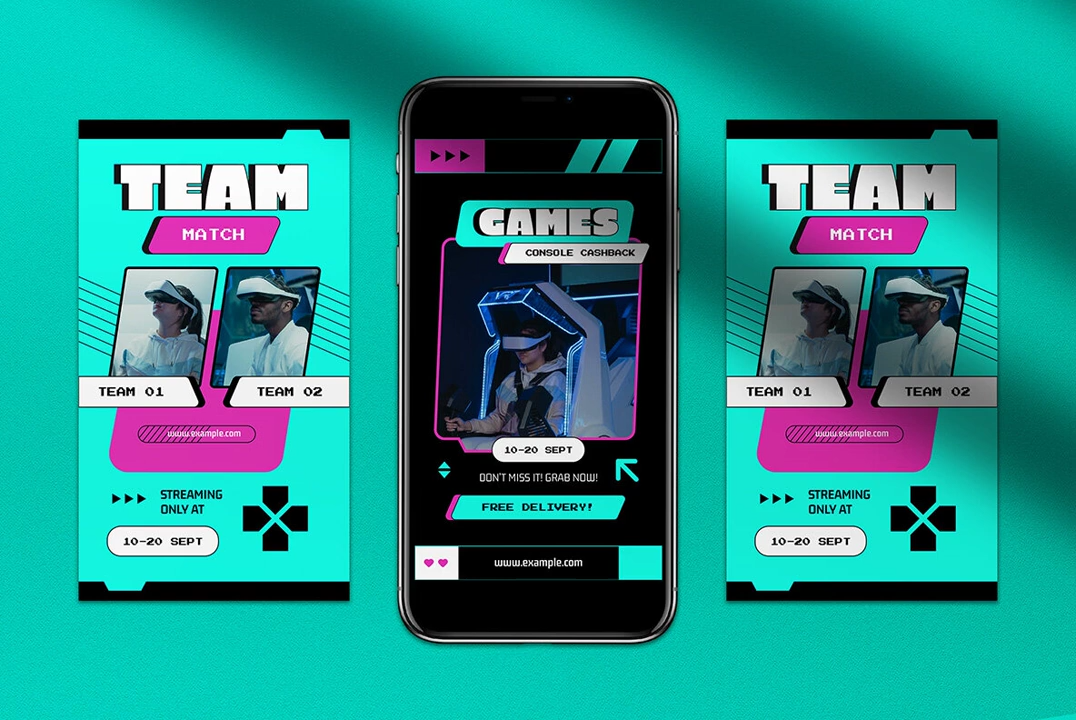 TEAM
MATCH
TEAM 01
TEAM 02
www.example.com
STREAMING
ONLY AT
10-20 SEPT
GAMES
CONSOLE CASHBACK
10-20 SEPT
DON'T MISS IT! GRAB NOW!
FREE DELIVERY!
www.example.com
TEAM
MATCH
TEAM 01
TEAM 02
www.example.com
STREAMING
ONLY AT
10-20 SEPT